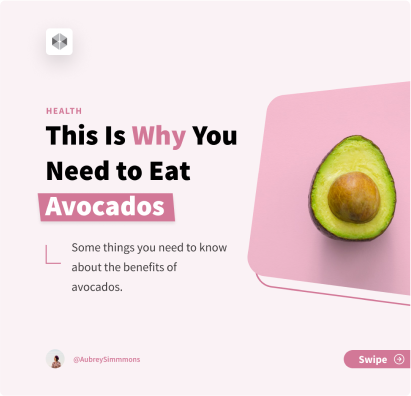 HEALTH
This Is Why You
Need to Eat
Avocados
Some things you need to know
about the benefits of
avocados.
@AubreySimmmons
Swipe